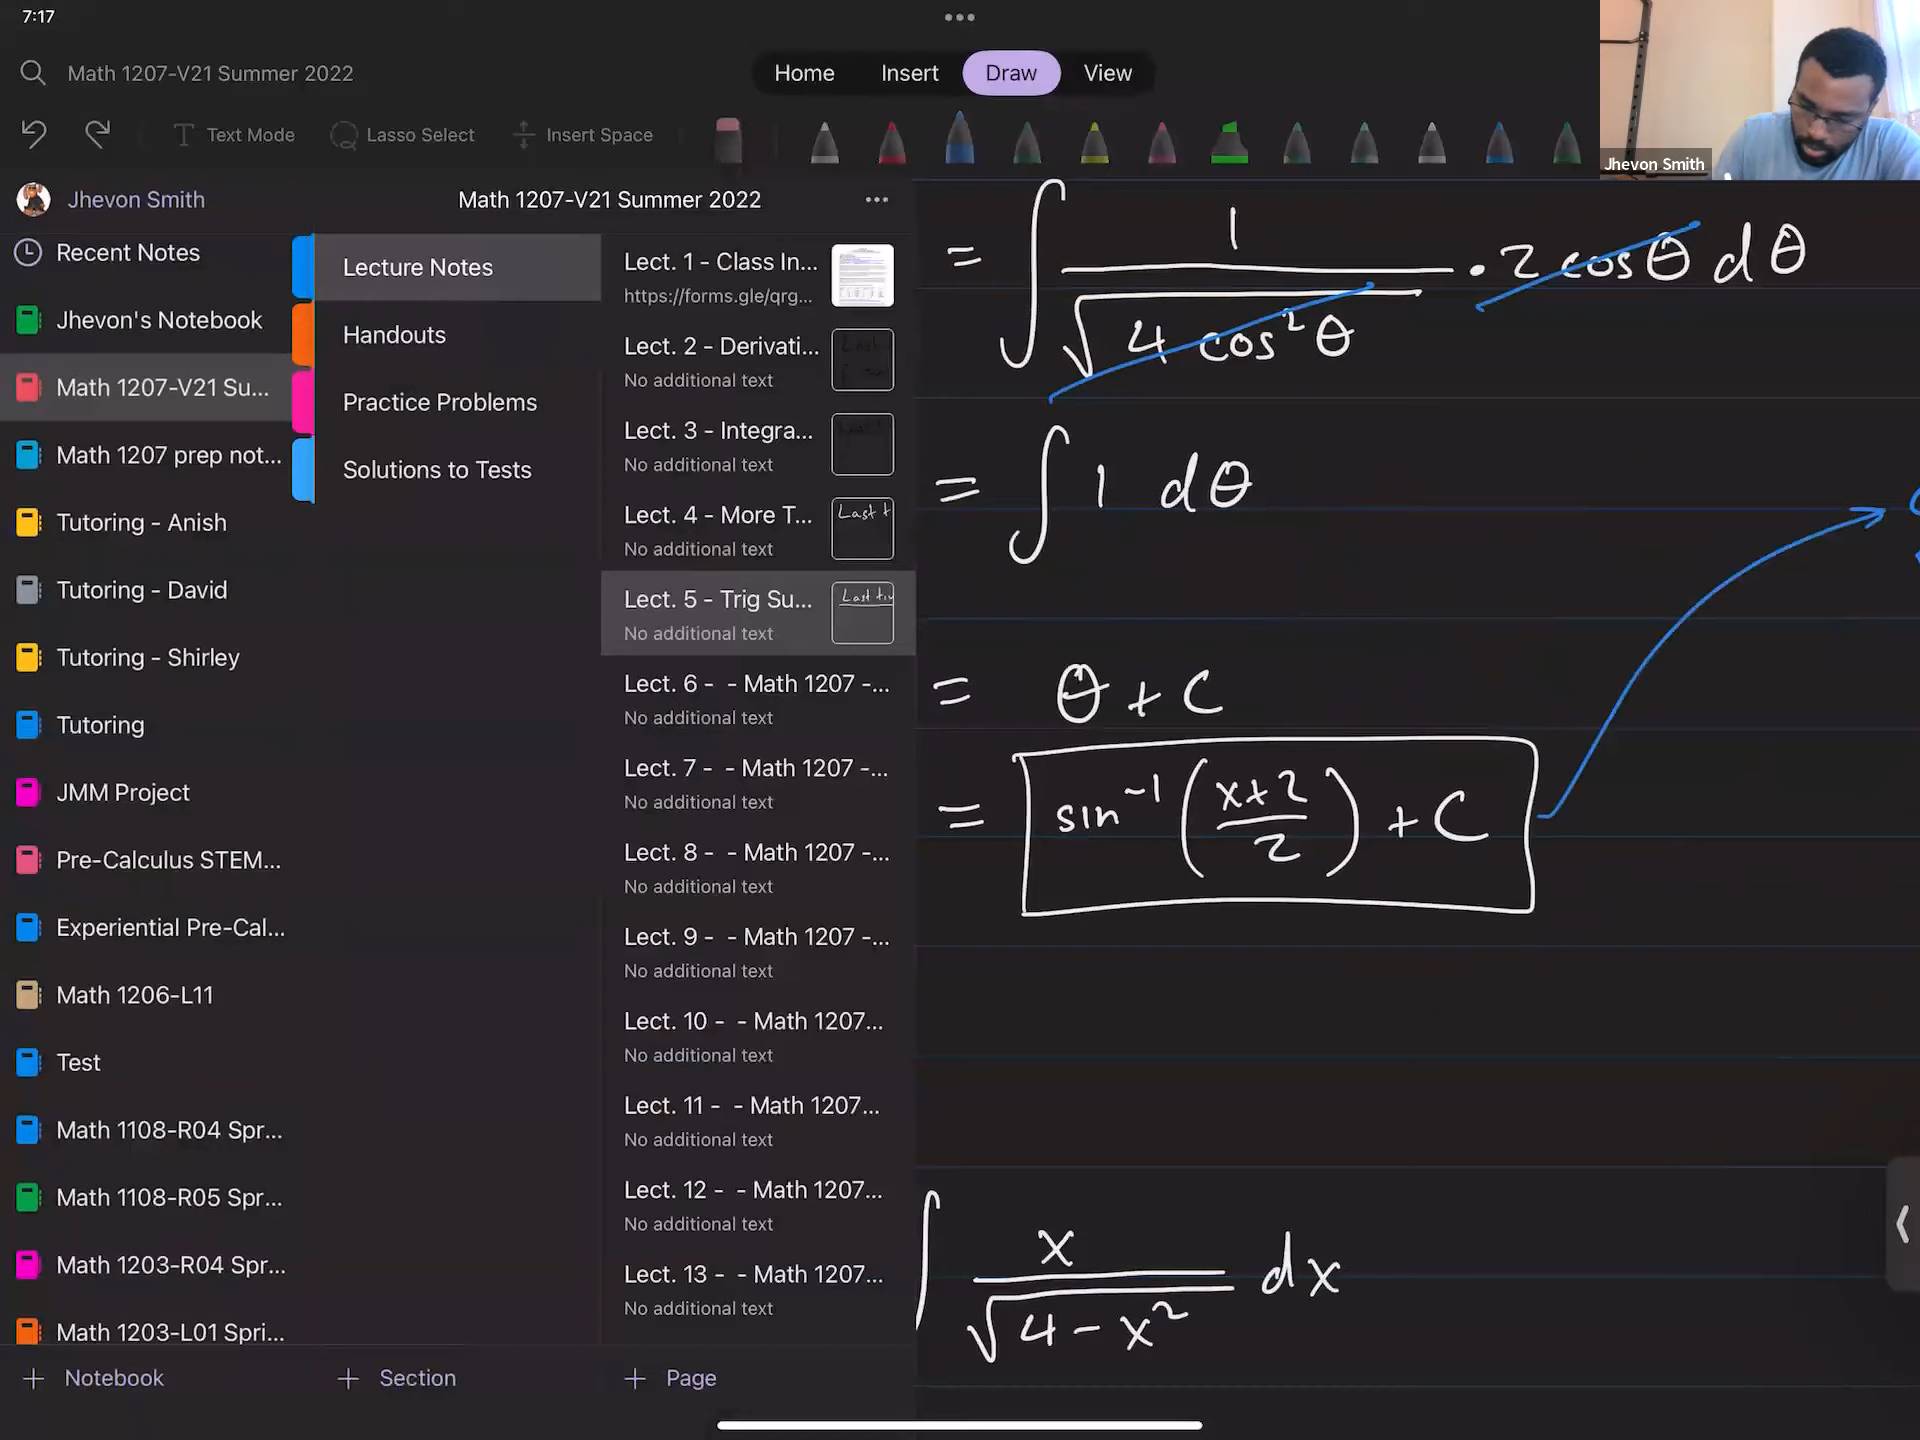 7:17
Math 1207-V21 Summer 2022
Home Insert Draw View
Text Mode Lasso Select Insert Space
Jhevon Smith
Jhevon Smith
Math 1207-V21 Summer 2022
Recent Notes
Jhevon's Notebook
Math 1207-V21 Su...
Math 1207 prep not...
Tutoring - Anish
Tutoring - David
Tutoring - Shirley
Tutoring
JMM Project
Pre-Calculus STEM...
Experiential Pre-Cal...
Math 1206-L11
Test
Math 1108-R04 Spr...
Math 1108-R05 Spr...
Math 1203-R04 Spr...
Math 1203-L01 Spri...
Notebook
Lecture Notes
Handouts
Practice Problems
Solutions to Tests
Section
Lect. 1 - Class In...
https://forms.gle/qrg...
Lect. 2 - Derivati...
No additional text
Lect. 3 - Integra...
No additional text
Lect. 4 - More T...
No additional text
Last t
Lect. 5 - Trig Su...
No additional text
Last tim
Lect. 6 - - Math 1207 -...
No additional text
Lect. 7 - - Math 1207 -...
No additional text
Lect. 8 - - Math 1207 -...
No additional text
Lect. 9 - - Math 1207 -...
No additional text
Lect. 10 - - Math 1207...
No additional text
Lect. 11 - - Math 1207...
No additional text
Lect. 12 - - Math 1207...
No additional text
Lect. 13 - - Math 1207...
No additional text
Page
= ∫ 1/√(4 cos²θ) · 2 cosθ dθ
= ∫ 1 dθ
= θ + C
= sin⁻¹((x+2)/2) + C
∫ x/√(4 - x²) dx